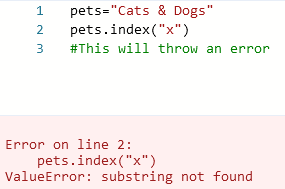 1 pets="Cats & Dogs"
2 pets.index("x")
3 #This will throw an error
Error on line 2:
    pets.index("x")
ValueError: substring not found